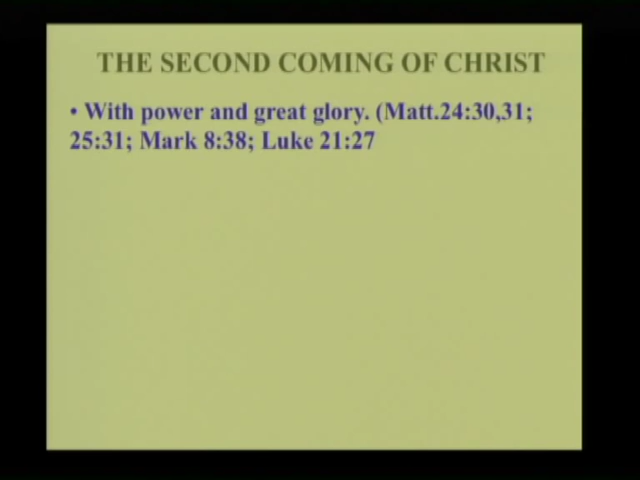 THE SECOND COMING OF CHRIST
• With power and great glory. (Matt.24:30,31;
25:31; Mark 8:38; Luke 21:27